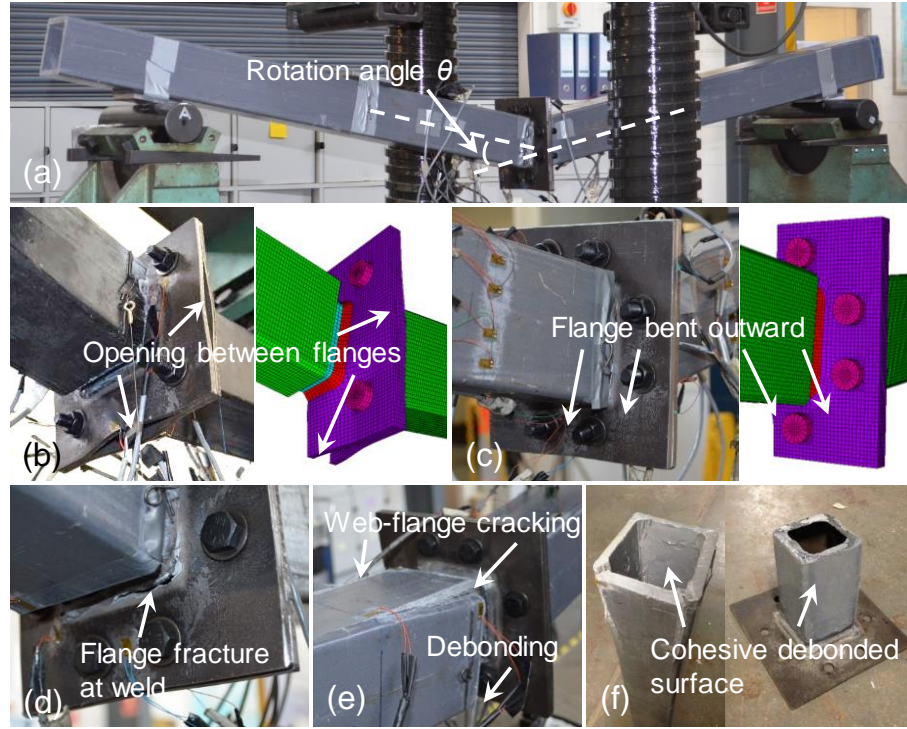 Rotation angle θ
A
(a)
Opening between flanges
(b)
Flange bent outward
(c)
Flange fracture
at weld
(d)
Web-flange cracking
Debonding
(e)
Cohesive debonded
surface
(f)